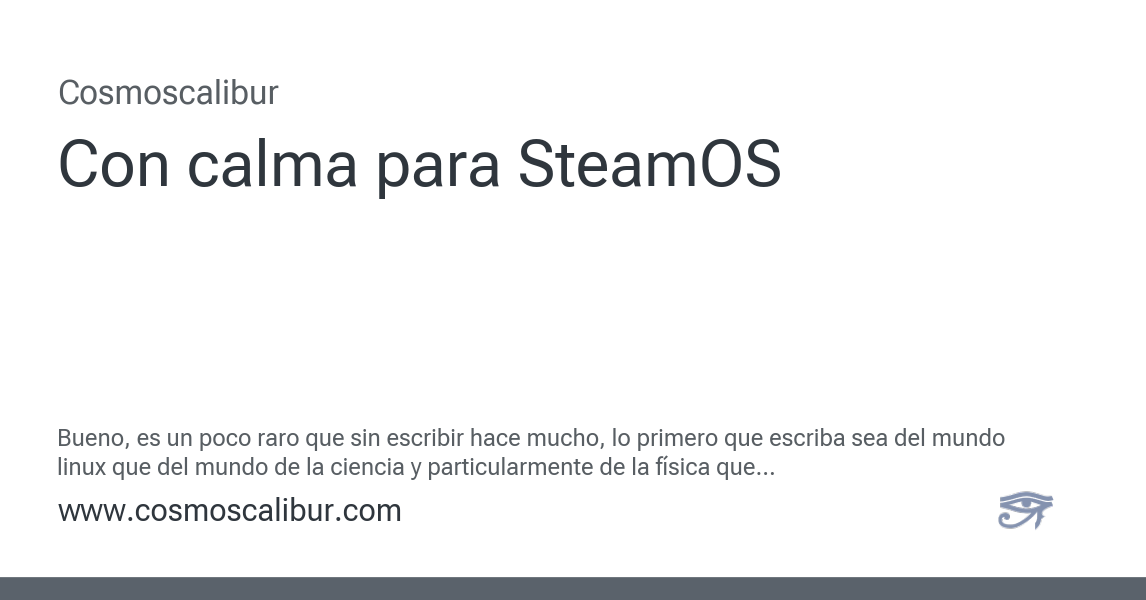 Cosmoscalibur
Con calma para SteamOS
Bueno, es un poco raro que sin escribir hace mucho, lo primero que escriba sea del mundo
linux que del mundo de la ciencia y particularmente de la física que...
www.cosmoscalibur.com